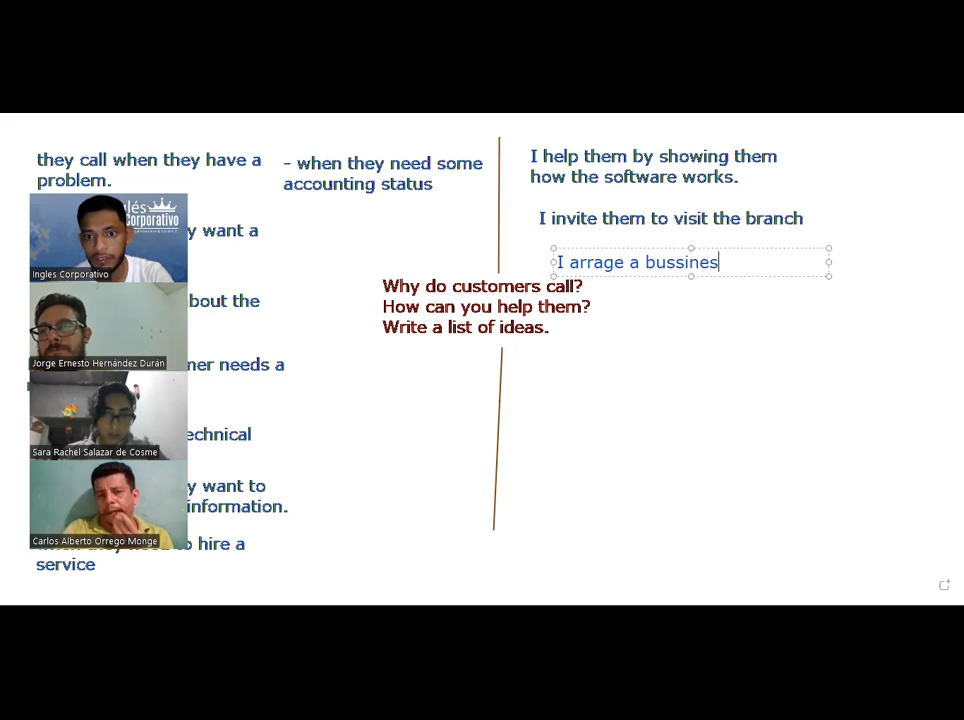 they call when they have a
problem.
- when they need some
accounting status
y want a
bout the
mer needs a
echnical
y want to
information.
o hire a
service
Why do customers call?
How can you help them?
Write a list of ideas.
I help them by showing them
how the software works.
I invite them to visit the branch
I arrage a bussines
Ingles Corporativo
Jorge Ernesto Hernández Durán
Sara Rachel Salazar de Cosme
Carlos Alberto Orrego Monge
lés
Corporativo